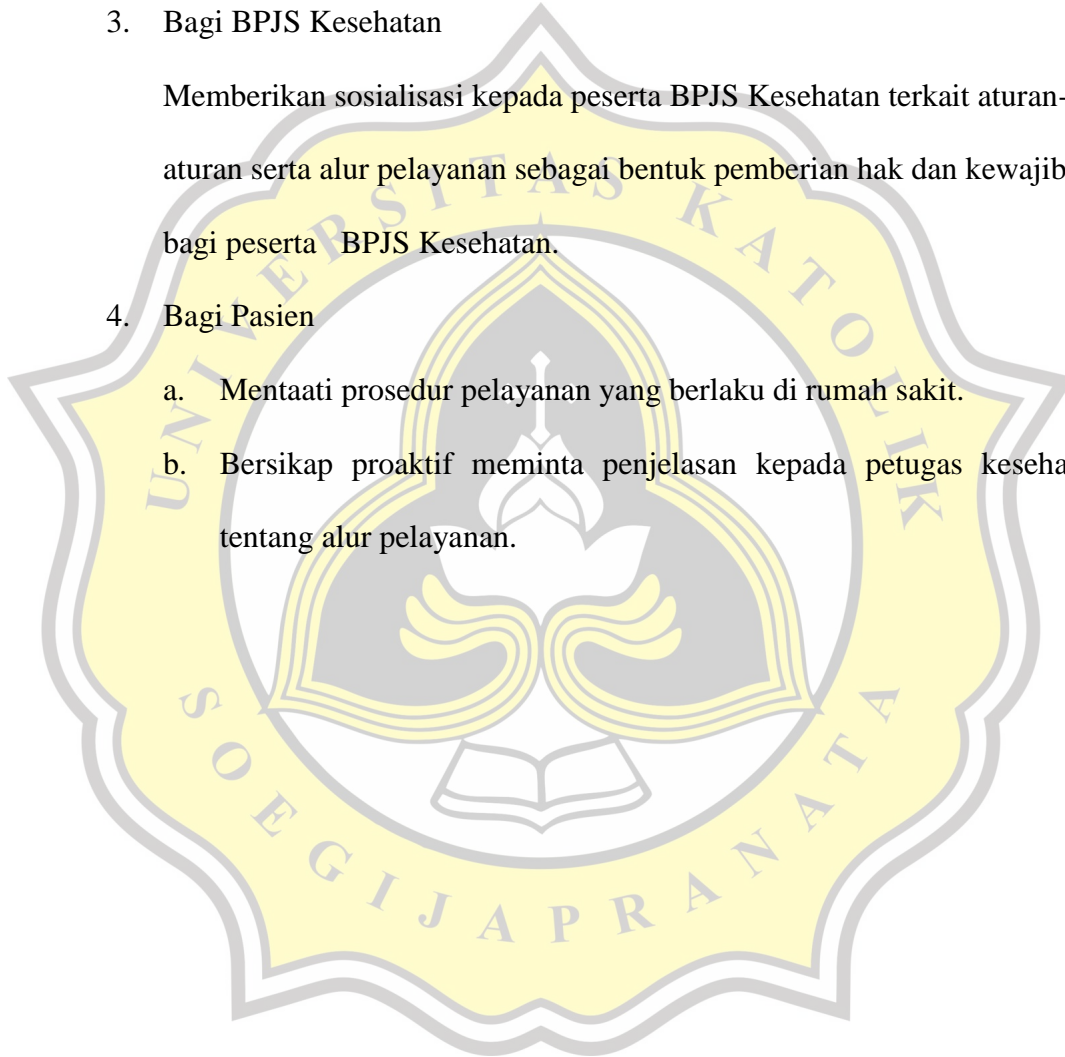 3. Bagi BPJS Kesehatan
Memberikan sosialisasi kepada peserta BPJS Kesehatan terkait aturan-
aturan serta alur pelayanan sebagai bentuk pemberian hak dan kewajib
bagi peserta BPJS Kesehatan.
4. Bagi Pasien
a. Mentaati prosedur pelayanan yang berlaku di rumah sakit.
b. Bersikap proaktif meminta penjelasan kepada petugas keseha
tentang alur pelayanan.
UNIVERSITAS KATOLIK
SOEGIJAPRANATA